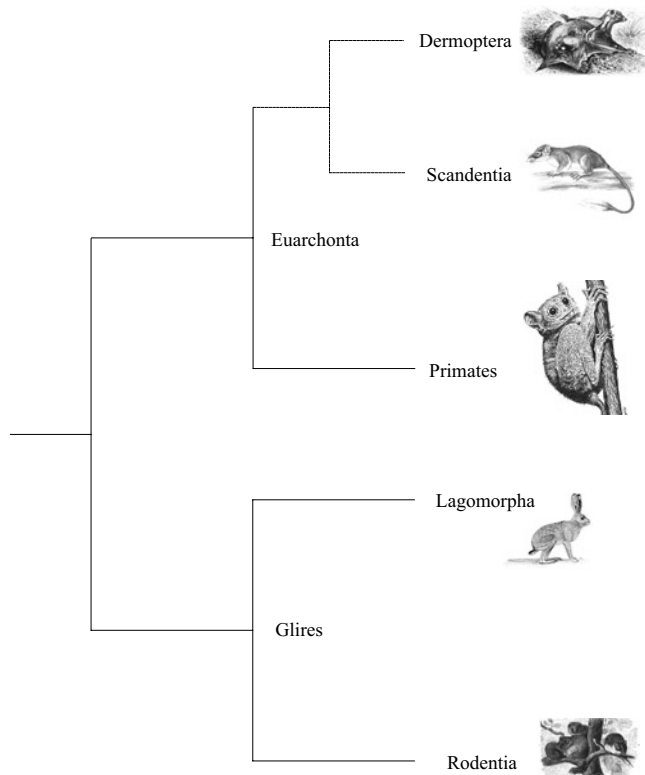 Dermoptera
Scandentia
Euarchonta
Primates
Lagomorpha
Glires
Rodentia